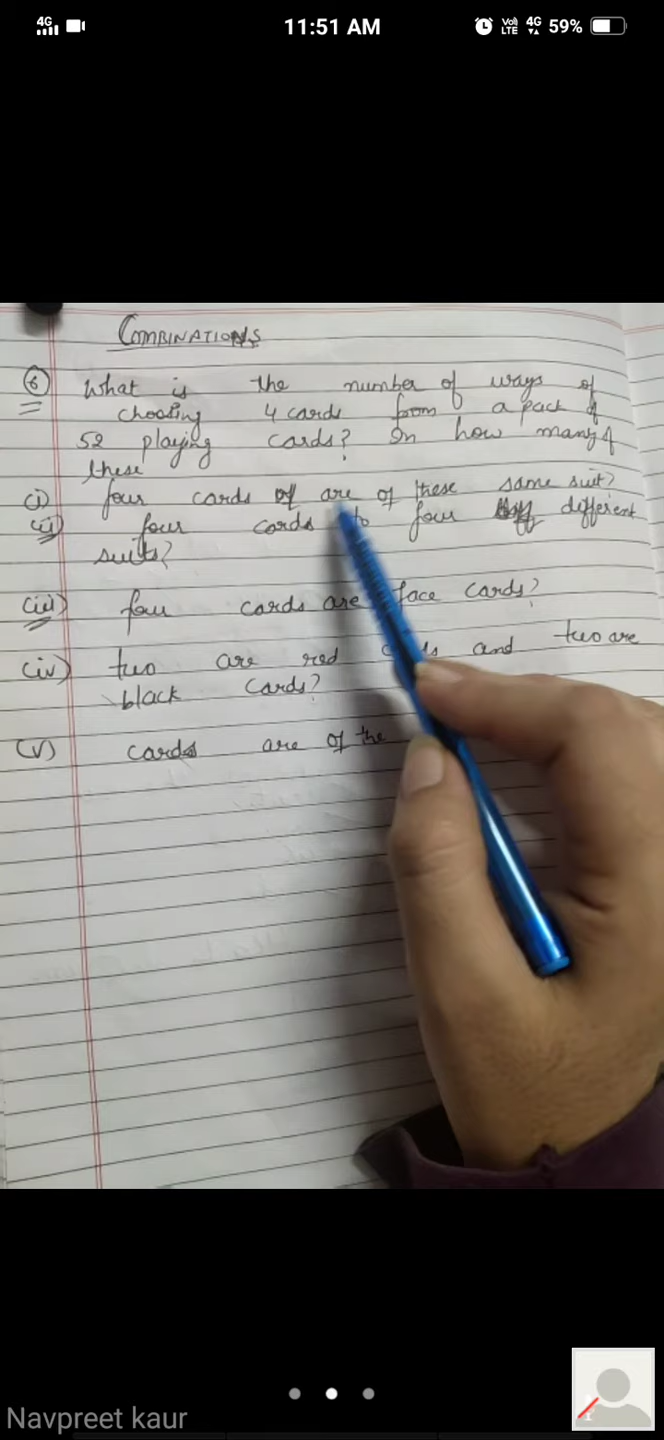 4G
11:51 AM
Vol LTE 4G 59%
COMBINATIONS
6 What is the number of ways of
choosing 4 cards from a pack of
52 playing cards? In how many of
these
(i) four cards of are of these same suit?
(ii) four cards to four different
suits?
(iii) four cards are face cards?
(iv) two are red and two are
black cards?
(v) cards are of the
Navpreet kaur